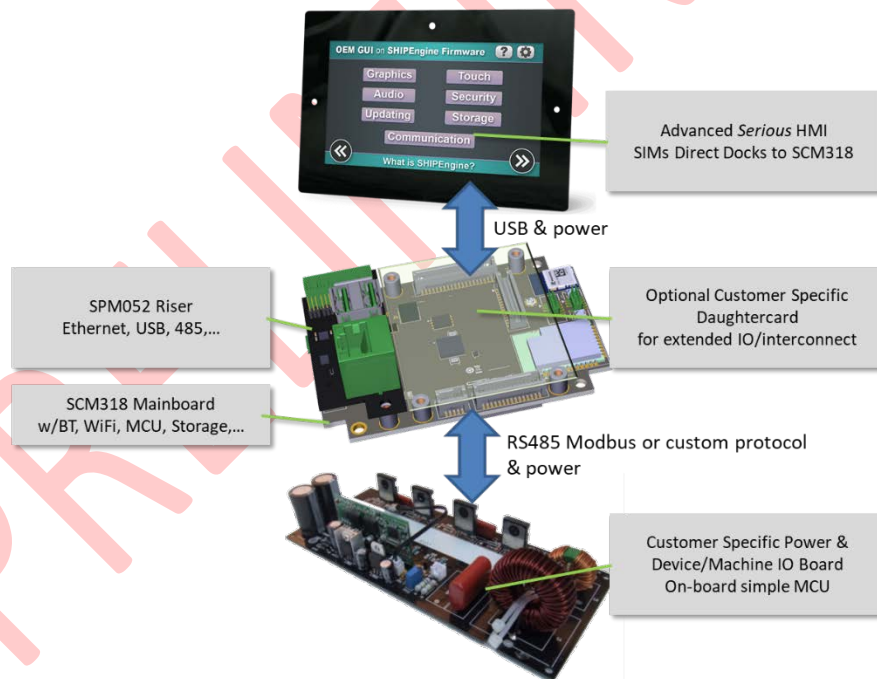 OEM GUI on SHIPEngine Firmware
?
Graphics
Touch
Audio
Security
Updating
Storage
Communication
What is SHIPEngine?
Advanced Serious HMI
SIMs Direct Docks to SCM318
USB & power
SPM052 Riser
Ethernet, USB, 485,...
Optional Customer Specific
Daughtercard
for extended IO/interconnect
SCM318 Mainboard
w/BT, WiFi, MCU, Storage,...
RS485 Modbus or custom protocol
& power
Customer Specific Power &
Device/Machine IO Board
On-board simple MCU